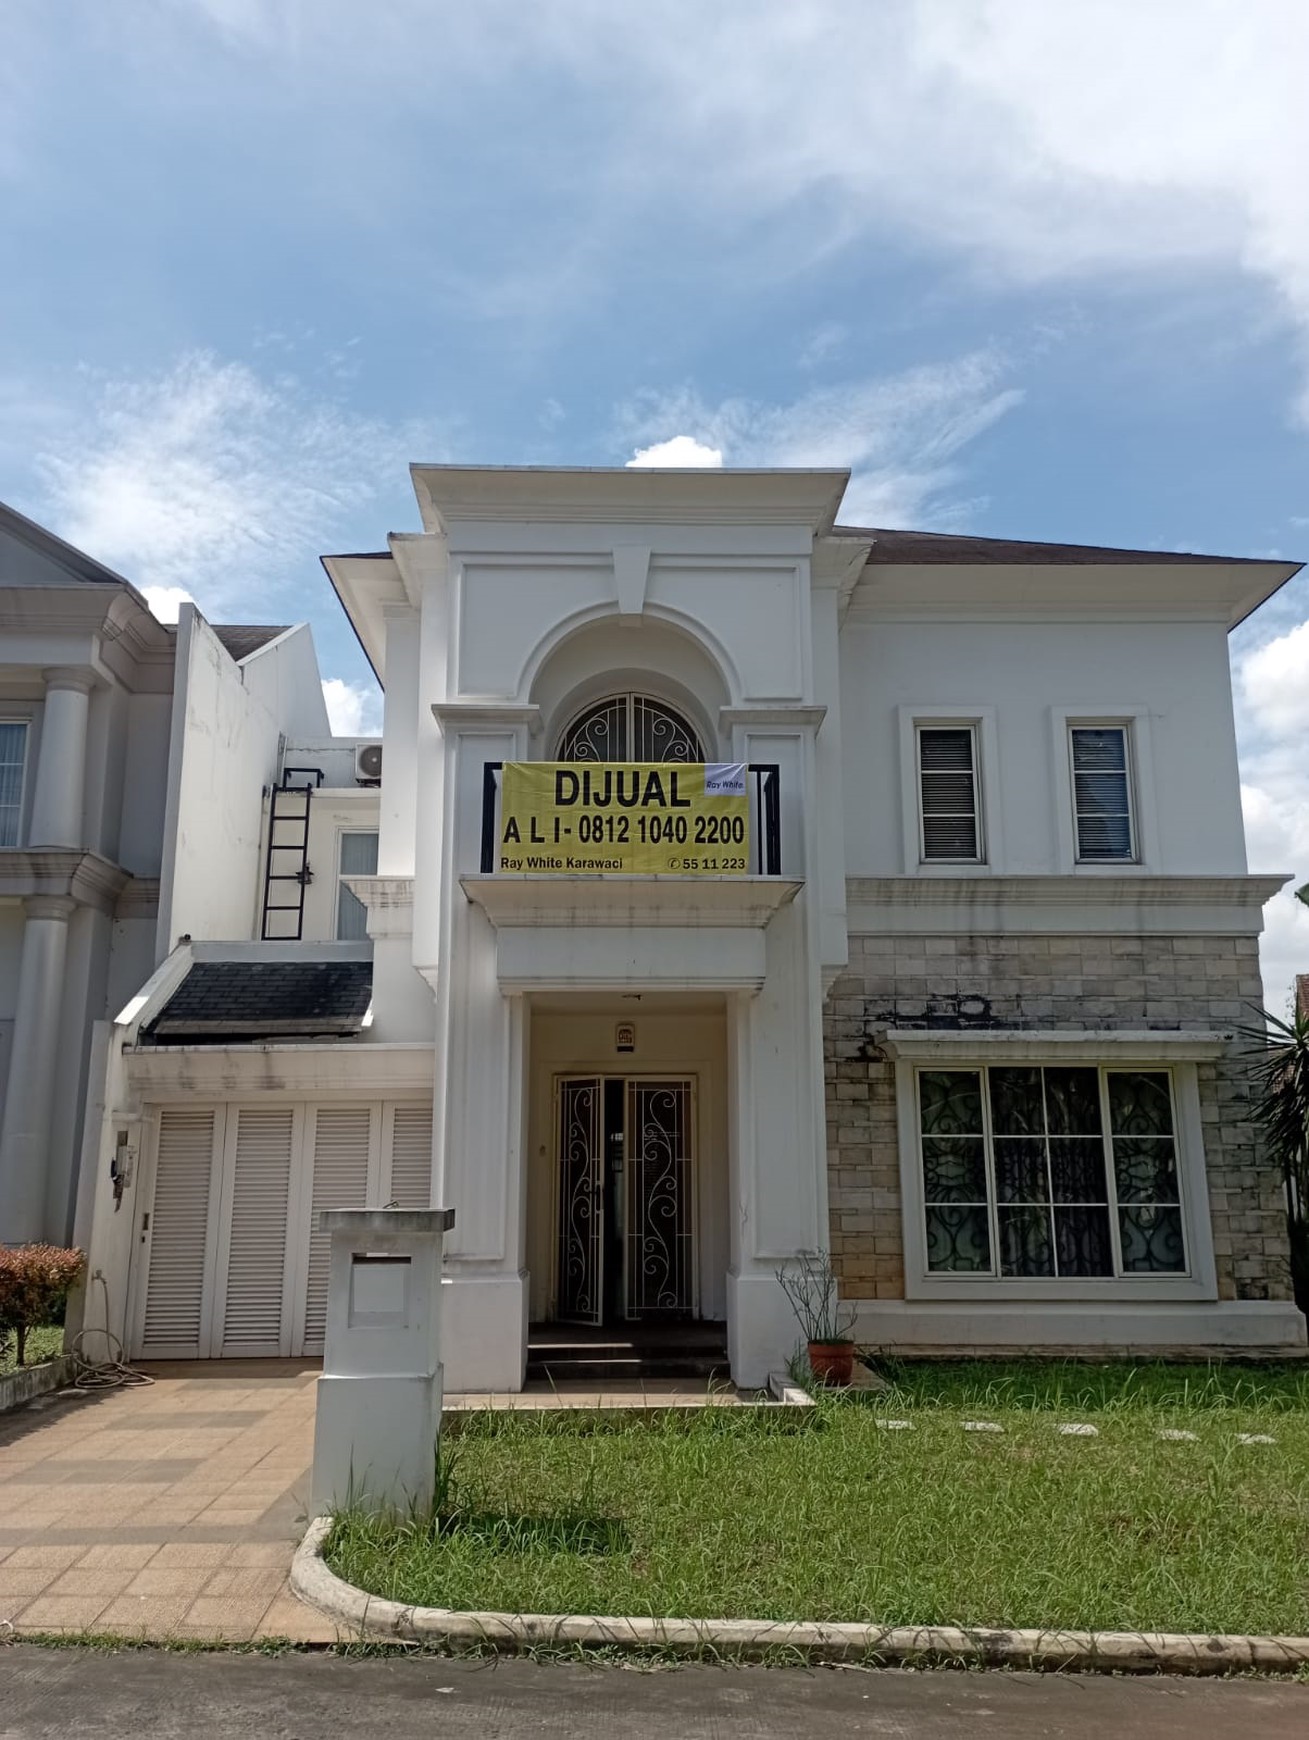 DIJUAL
Ray White
A L I - 0812 1040 2200
Ray White Karawaci ✆ 55 11 223